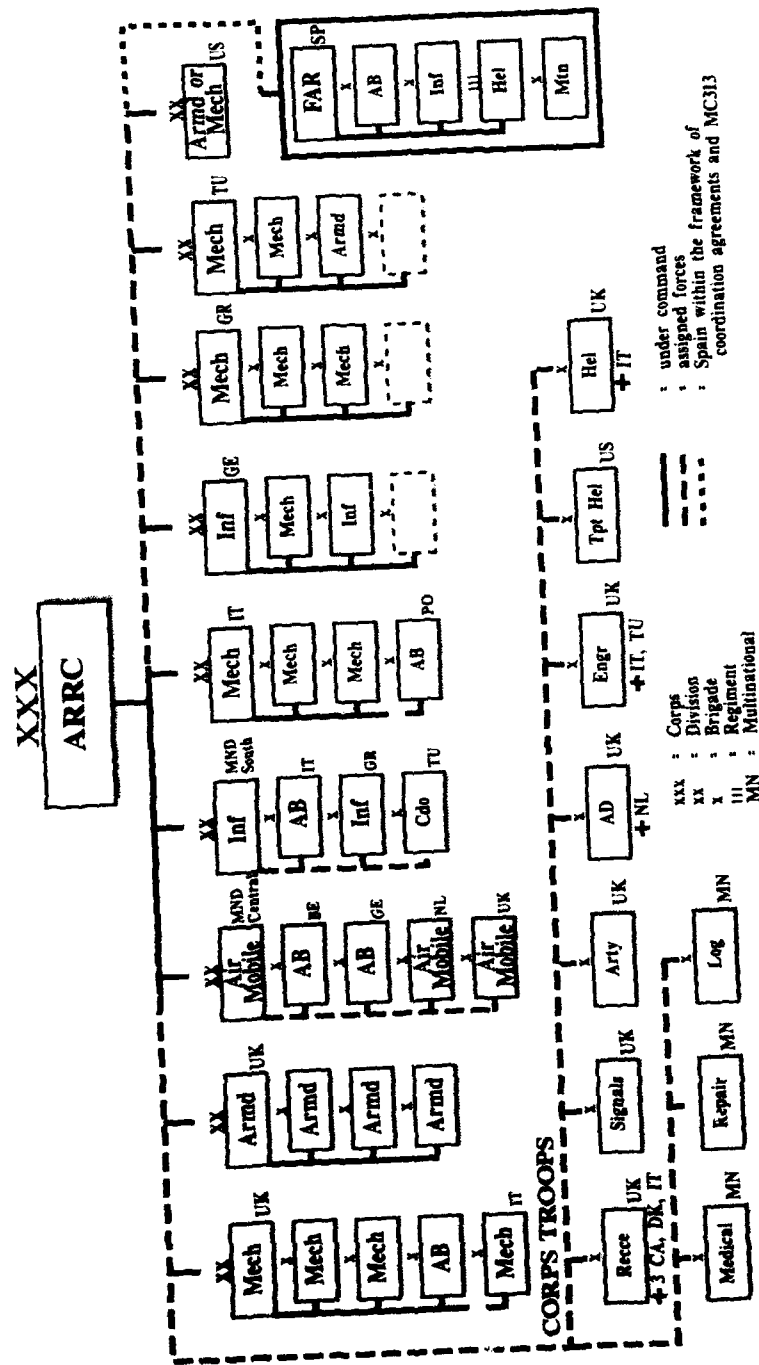 XXX
ARRC
XX
Mech
UK
x
Mech
x
Mech
x
AB
x
Mech
IT
XX
Armd
UK
x
Armd
x
Armd
x
Armd
XX
Air
Mobile
MND
Central
x
AB
BE
x
AB
GE
x
Air
Mobile
NL
x
Air
Mobile
UK
XX
Inf
MND
South
x
AB
IT
x
Inf
GR
x
Cdo
TU
XX
Mech
IT
x
Mech
x
Mech
x
AB
PO
XX
Inf
GE
x
Mech
x
Inf
x
XX
Mech
GR
x
Mech
x
Mech
x
XX
Mech
TU
x
Mech
x
Armd
x
XX
Armd or
Mech
US
FAR
SP
x
AB
x
Inf
III
Hel
x
Mtn
CORPS TROOPS
x
Recce
UK
+3 CA, DK, IT
x
Signals
UK
x
Arty
UK
x
AD
UK
+NL
x
Engr
UK
+IT, TU
x
Tpt Hel
US
x
Hel
UK
+IT
x
Medical
MN
Repair
MN
x
Log
MN
xxx : Corps
xx : Division
x : Brigade
III : Regiment
MN : Multinational
: under command
: assigned forces
: Spain within the framework of
coordination agreements and MC313